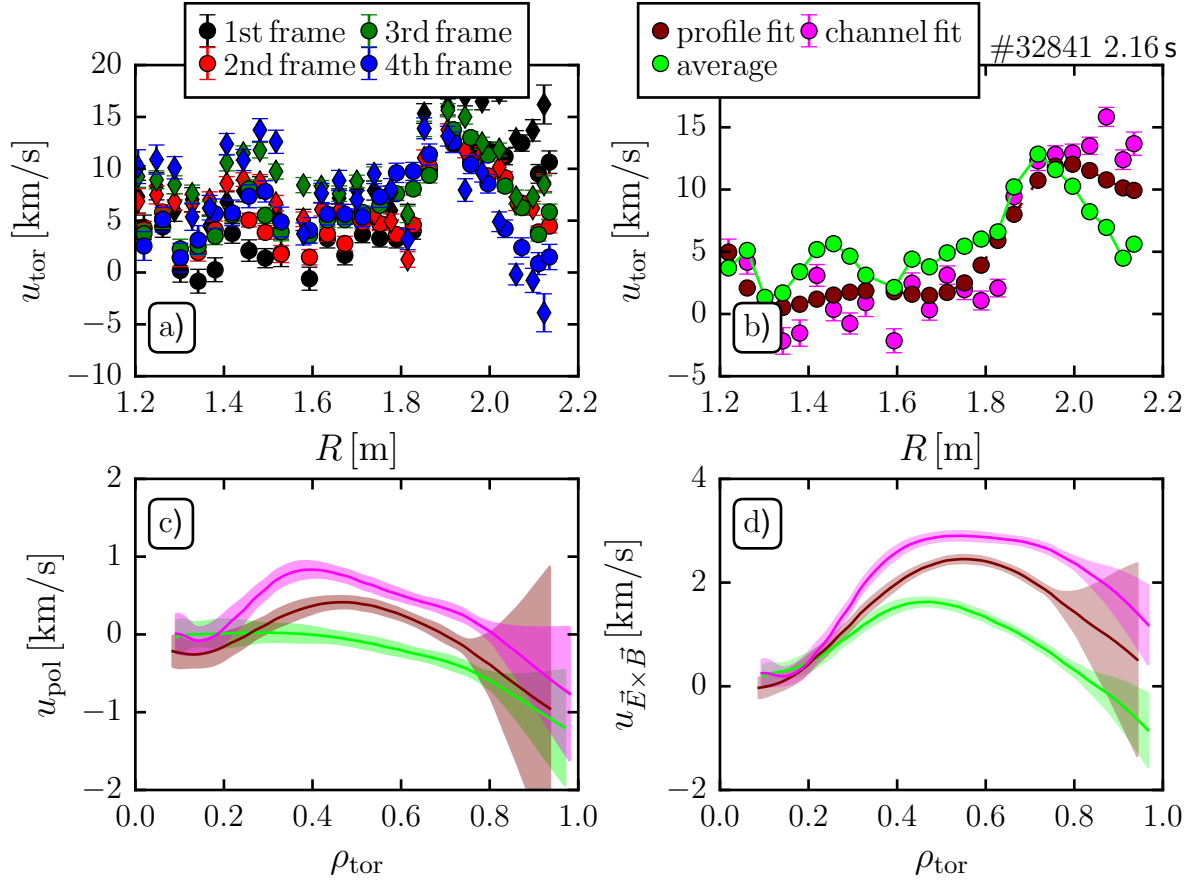 1st frame 3rd frame
2nd frame 4th frame
profile fit channel fit
average
#32841 2.16 s
20
15
10
5
0
−5
−10
u_tor [km/s]
a)
1.2 1.4 1.6 1.8 2.0 2.2
R [m]
15
10
5
0
−5
u_tor [km/s]
b)
1.2 1.4 1.6 1.8 2.0 2.2
R [m]
2
1
0
−1
−2
u_pol [km/s]
c)
0.0 0.2 0.4 0.6 0.8 1.0
ρ_tor
4
2
0
−2
u_{E⃗×B⃗} [km/s]
d)
0.0 0.2 0.4 0.6 0.8 1.0
ρ_tor